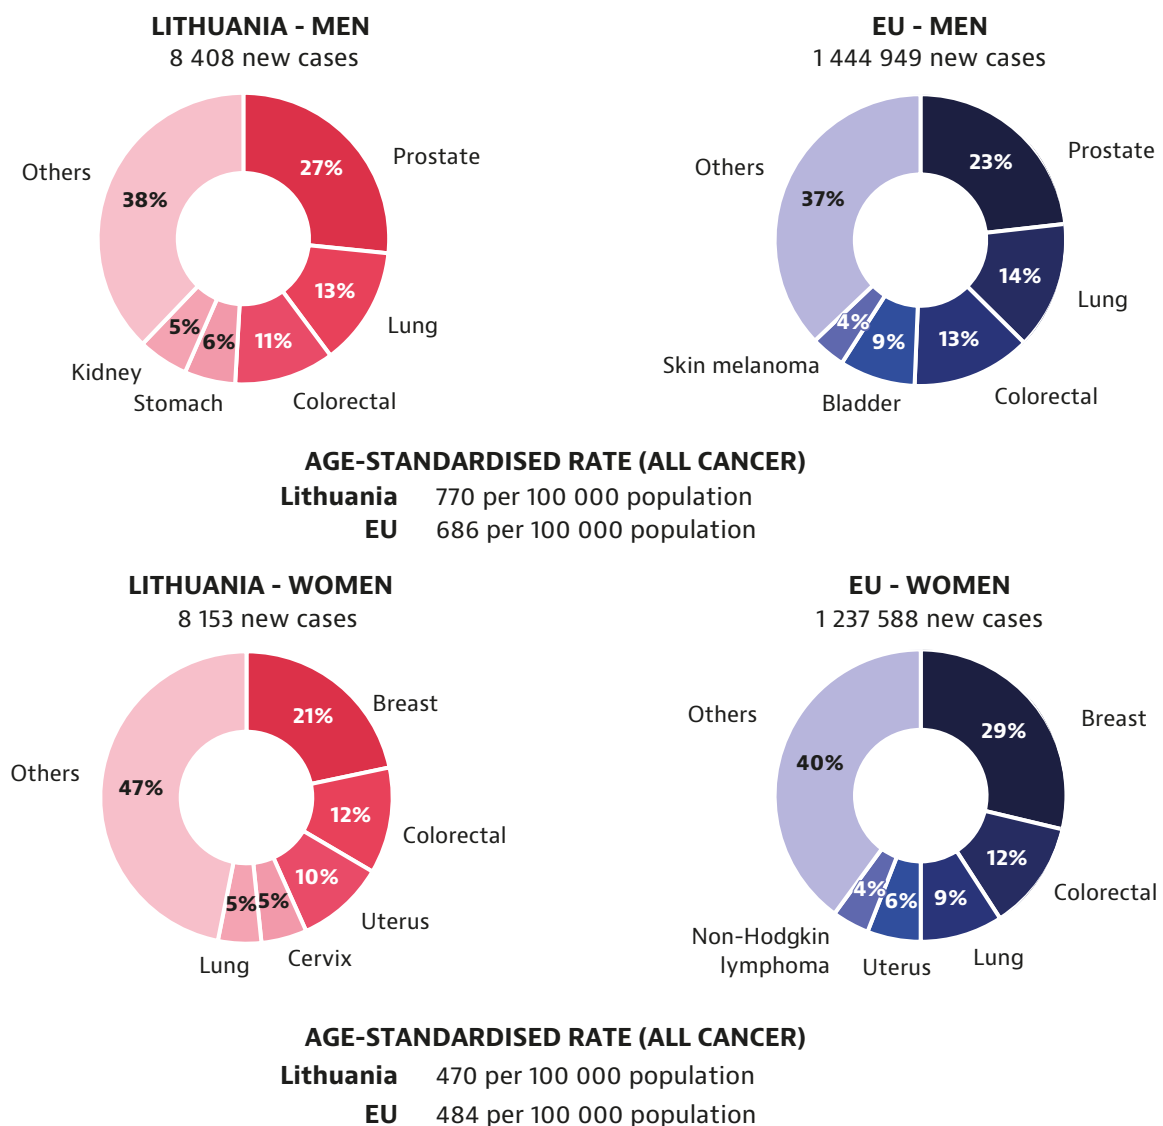 LITHUANIA - MEN
8 408 new cases
Others
38%
27%
Prostate
13%
Lung
11%
Colorectal
6%
Stomach
5%
Kidney
EU - MEN
1 444 949 new cases
Others
37%
23%
Prostate
14%
Lung
13%
Colorectal
9%
Bladder
4%
Skin melanoma
AGE-STANDARDISED RATE (ALL CANCER)
Lithuania 770 per 100 000 population
EU 686 per 100 000 population
LITHUANIA - WOMEN
8 153 new cases
Others
47%
21%
Breast
12%
Colorectal
10%
Uterus
5%
Cervix
5%
Lung
EU - WOMEN
1 237 588 new cases
Others
40%
29%
Breast
12%
Colorectal
9%
Lung
6%
Uterus
4%
Non-Hodgkin
lymphoma
AGE-STANDARDISED RATE (ALL CANCER)
Lithuania 470 per 100 000 population
EU 484 per 100 000 population